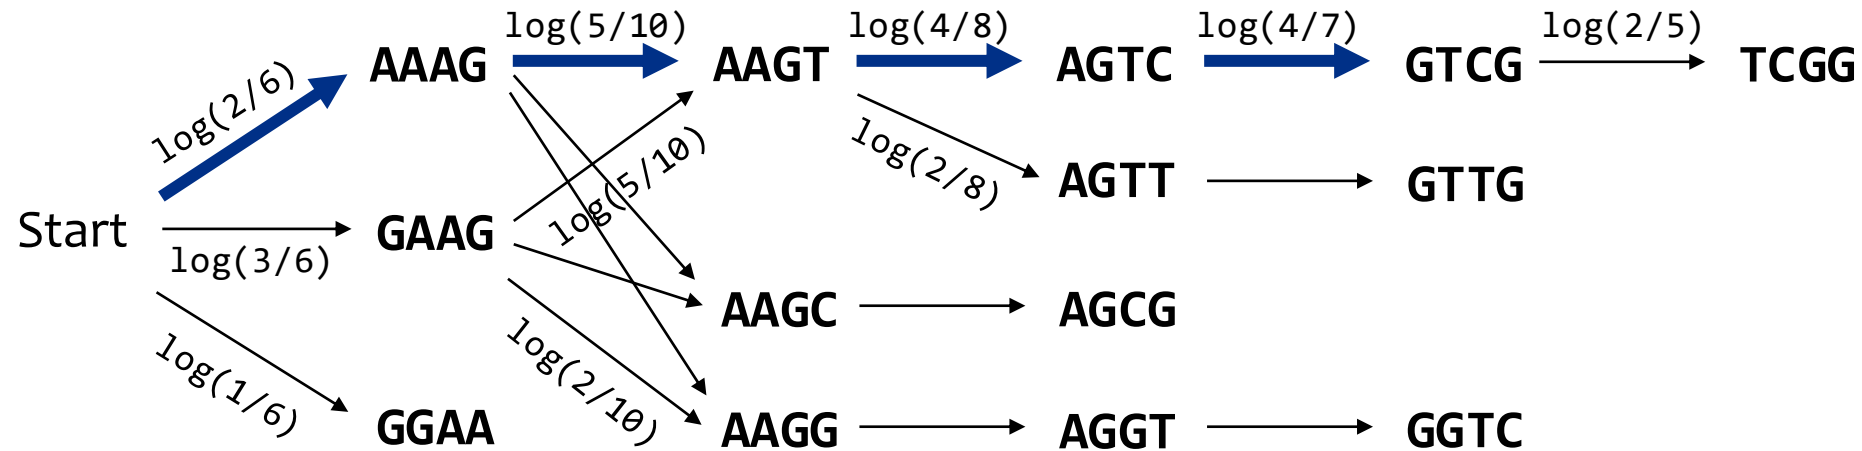 log(5/10) log(4/8) log(4/7) log(2/5)
AAAG AAGT AGTC GTCG TCGG
log(2/6)
log(5/10)
log(2/8) AGTT GTTG
Start GAAG
log(3/6)
AAGC AGCG
log(1/6) log(2/10)
GGAA AAGG AGGT GGTC